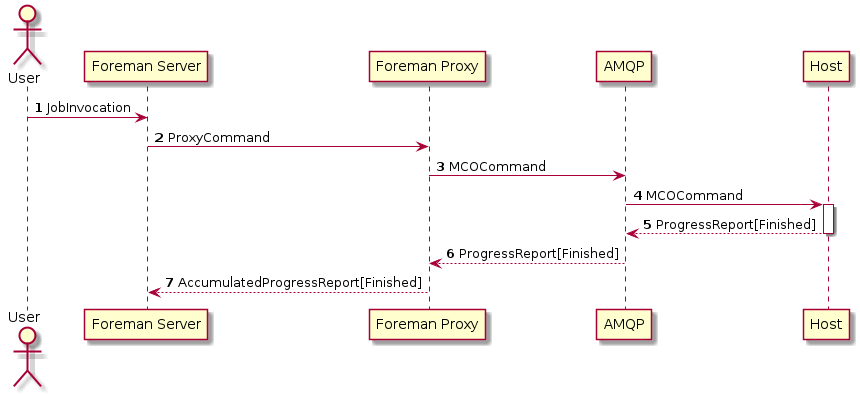 User
Foreman Server
Foreman Proxy
AMQP
Host
1 JobInvocation
2 ProxyCommand
3 MCOCommand
4 MCOCommand
5 ProgressReport[Finished]
6 ProgressReport[Finished]
7 AccumulatedProgressReport[Finished]
User
Foreman Server
Foreman Proxy
AMQP
Host